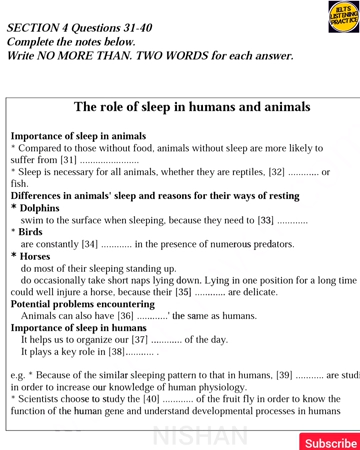 IELTS
LISTENING
PRACTICE
SECTION 4 Questions 31-40
Complete the notes below.
Write NO MORE THAN. TWO WORDS for each answer.
The role of sleep in humans and animals
Importance of sleep in animals
* Compared to those without food, animals without sleep are more likely to
suffer from [31] .......................
* Sleep is necessary for all animals, whether they are reptiles, [32] ............ or
fish.
Differences in animals' sleep and reasons for their ways of resting
* Dolphins
swim to the surface when sleeping, because they need to [33] ............
* Birds
are constantly [34] ............ in the presence of numerous predators.
* Horses
do most of their sleeping standing up.
do occasionally take short naps lying down. Lying in one position for a long time
could well injure a horse, because their [35] ............ are delicate.
Potential problems encountering
Animals can also have [36] ............' the same as humans.
Importance of sleep in humans
It helps us to organize our [37] ............ of the day.
It plays a key role in [38]........... .
e.g. * Because of the similar sleeping pattern to that in humans, [39] ........... are studi
in order to increase our knowledge of human physiology.
* Scientists choose to study the [40] ............ of the fruit fly in order to know the
function of the human gene and understand developmental processes in humans
NISHAN
Subscribe